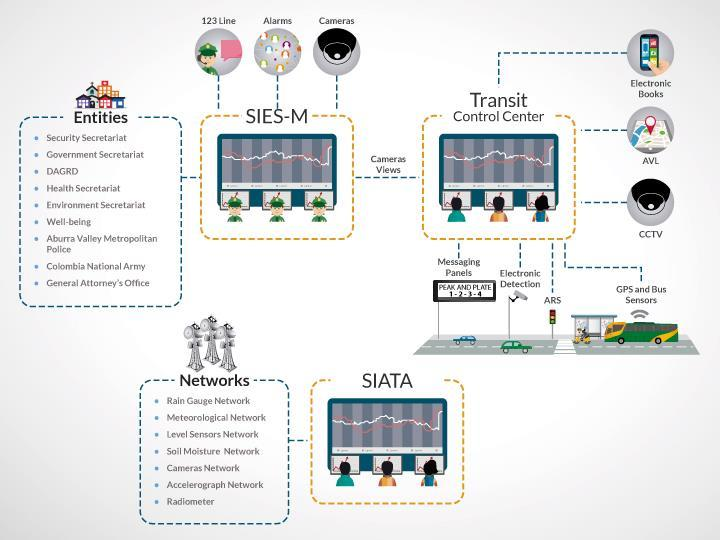 123 Line
Alarms
Cameras
Electronic
Books
AVL
CCTV
Entities
Security Secretariat
Government Secretariat
DAGRD
Health Secretariat
Environment Secretariat
Well-being
Aburra Valley Metropolitan
Police
Colombia National Army
General Attorney's Office
SIES-M
Cameras
Views
Transit
Control Center
Messaging
Panels
PEAK AND PLATE
1 - 2 - 3 - 4
Electronic
Detection
ARS
GPS and Bus
Sensors
Networks
Rain Gauge Network
Meteorological Network
Level Sensors Network
Soil Moisture Network
Cameras Network
Accelerograph Network
Radiometer
SIATA